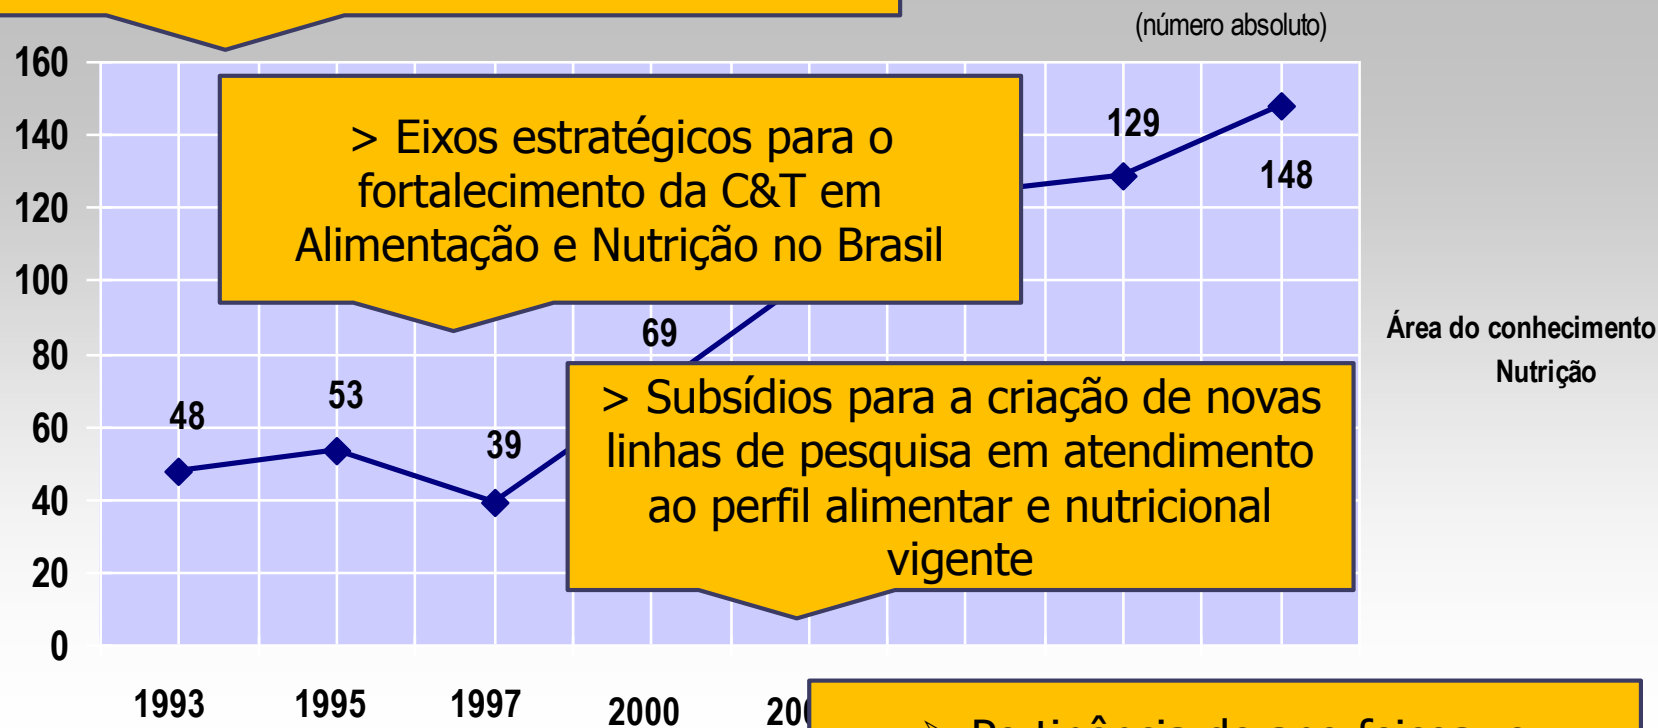 (número absoluto)
160
140
120
100
80
60
40
20
0
> Eixos estratégicos para o
fortalecimento da C&T em
Alimentação e Nutrição no Brasil
129
148
69
48
53
39
> Subsídios para a criação de novas
linhas de pesquisa em atendimento
ao perfil alimentar e nutricional
vigente
Área do conhecimento
Nutrição
1993 1995 1997 2000